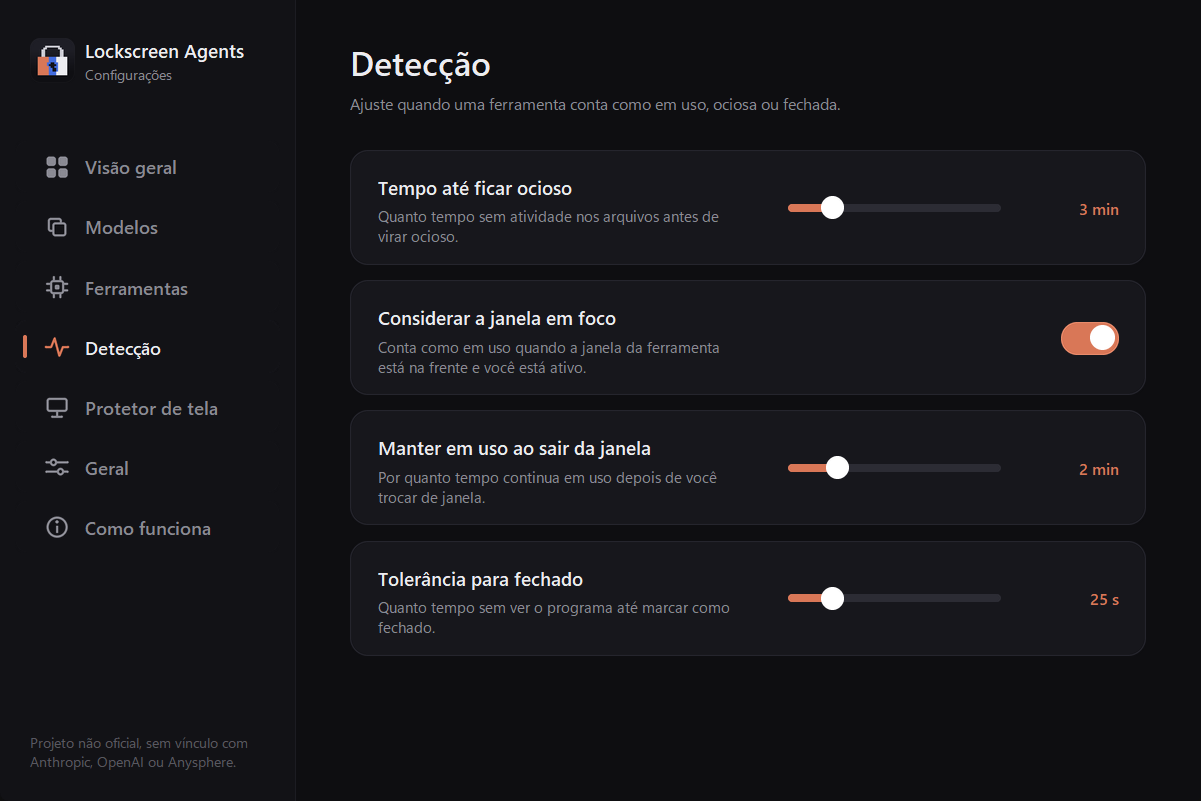 Lockscreen Agents
Configurações
Visão geral
Modelos
Ferramentas
Detecção
Protetor de tela
Geral
Como funciona
Projeto não oficial, sem vínculo com
Anthropic, OpenAI ou Anysphere.
Detecção
Ajuste quando uma ferramenta conta como em uso, ociosa ou fechada.
Tempo até ficar ocioso
Quanto tempo sem atividade nos arquivos antes de
virar ocioso.
3 min
Considerar a janela em foco
Conta como em uso quando a janela da ferramenta
está na frente e você está ativo.
Manter em uso ao sair da janela
Por quanto tempo continua em uso depois de você
trocar de janela.
2 min
Tolerância para fechado
Quanto tempo sem ver o programa até marcar como
fechado.
25 s